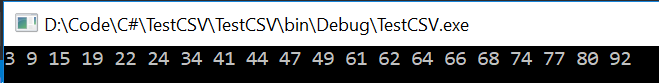 D:\Code\C#\TestCSV\TestCSV\bin\Debug\TestCSV.exe
3 9 15 19 22 24 34 41 44 47 49 61 62 64 66 68 74 77 80 92